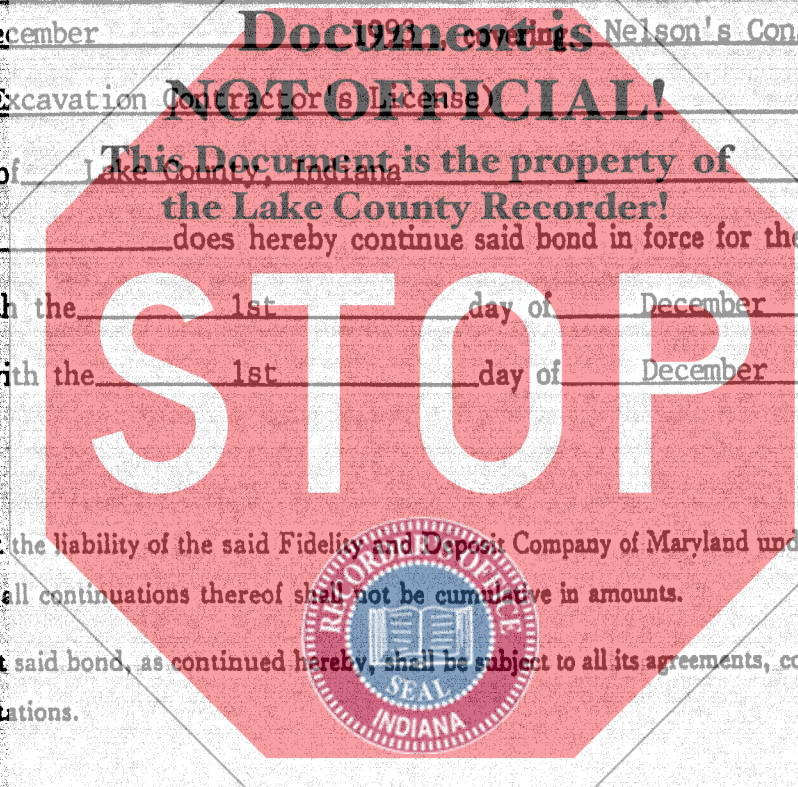 cember 1993, covering Nelson's Con
Document is
xcavation Contractor's License)
NOT OFFICIAL!
of Lake County, Indiana
This Document is the property of
the Lake County Recorder!
does hereby continue said bond in force for the
h the 1st day of December
ith the 1st day of December
STOP
the liability of the said Fidelity and Deposit Company of Maryland und
all continuations thereof shall not be cumulative in amounts.
t said bond, as continued hereby, shall be subject to all its agreements, co
tations.
RECORDER'S OFFICE
SEAL
INDIANA